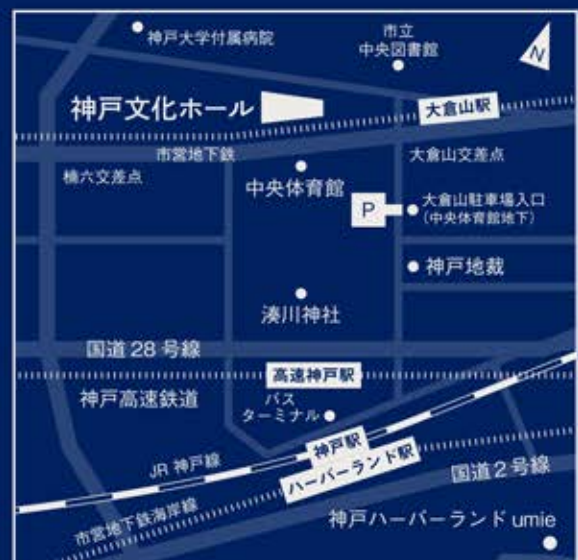 神戸大学付属病院
市立
中央図書館
N
神戸文化ホール
大倉山駅
市営地下鉄
大倉山交差点
楠六交差点
中央体育館
大倉山駐車場入口
(中央体育館地下)
P
神戸地裁
湊川神社
国道28号線
高速神戸駅
神戸高速鉄道
バス
ターミナル
神戸駅
JR 神戸線
ハーバーランド駅
国道2号線
市営地下鉄海岸線
神戸ハーバーランド umie